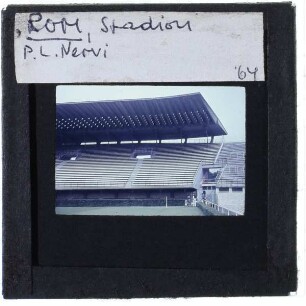 ROM, Stadion
P. L. Nervi
'64